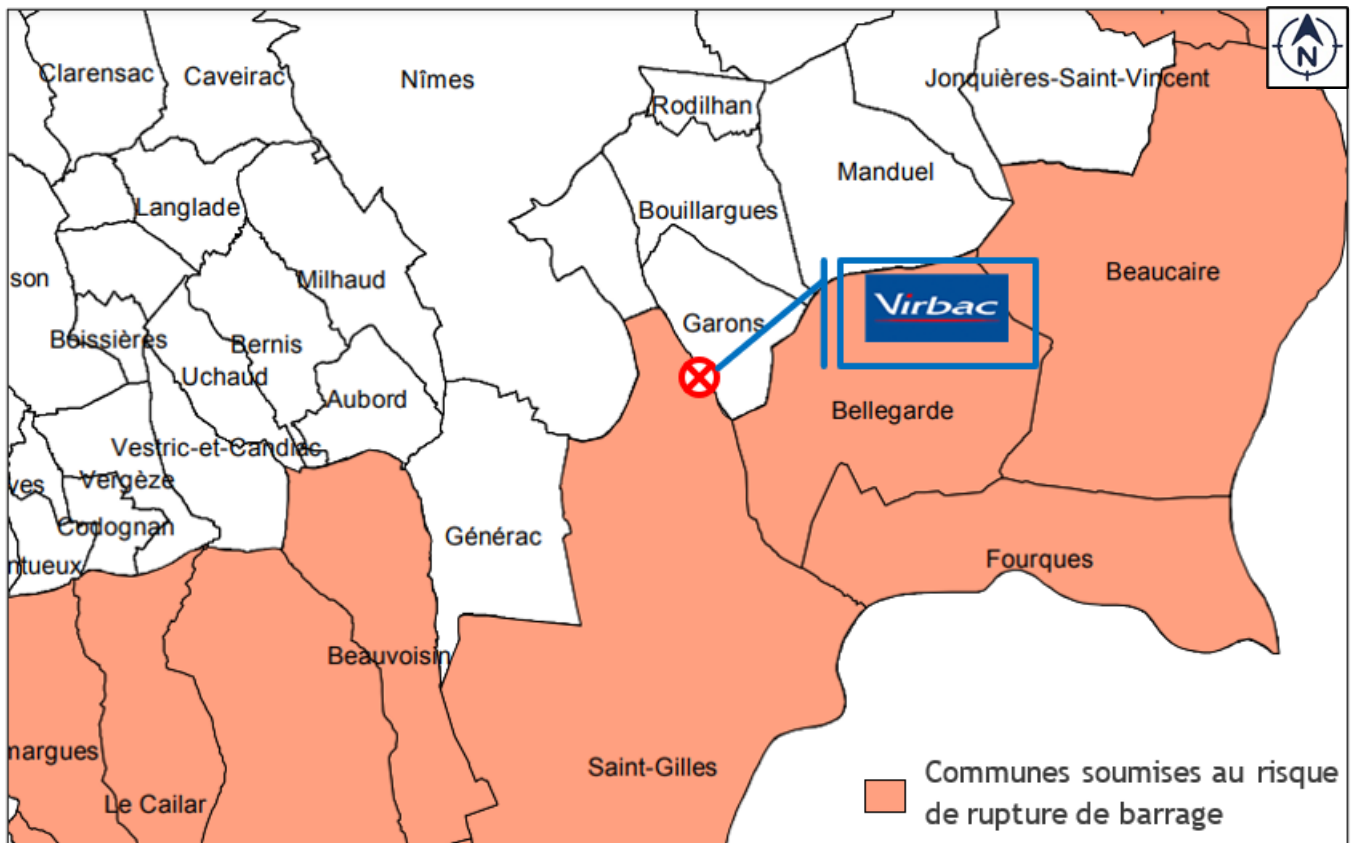 Clarensac
Caveirac
Nîmes
N
Jonquières-Saint-Vincent
Rodilhan
Manduel
Langlade
Bouillargues
son
Milhaud
Beaucaire
Virbac
Garons
Boissières
Bernis
Uchaud
Aubord
Bellegarde
Vestric-et-Candiac
ves
Vergèze
Codognan
Générac
ntueux
Fourques
Beauvoisin
margues
Saint-Gilles
Le Cailar
Communes soumises au risque
de rupture de barrage